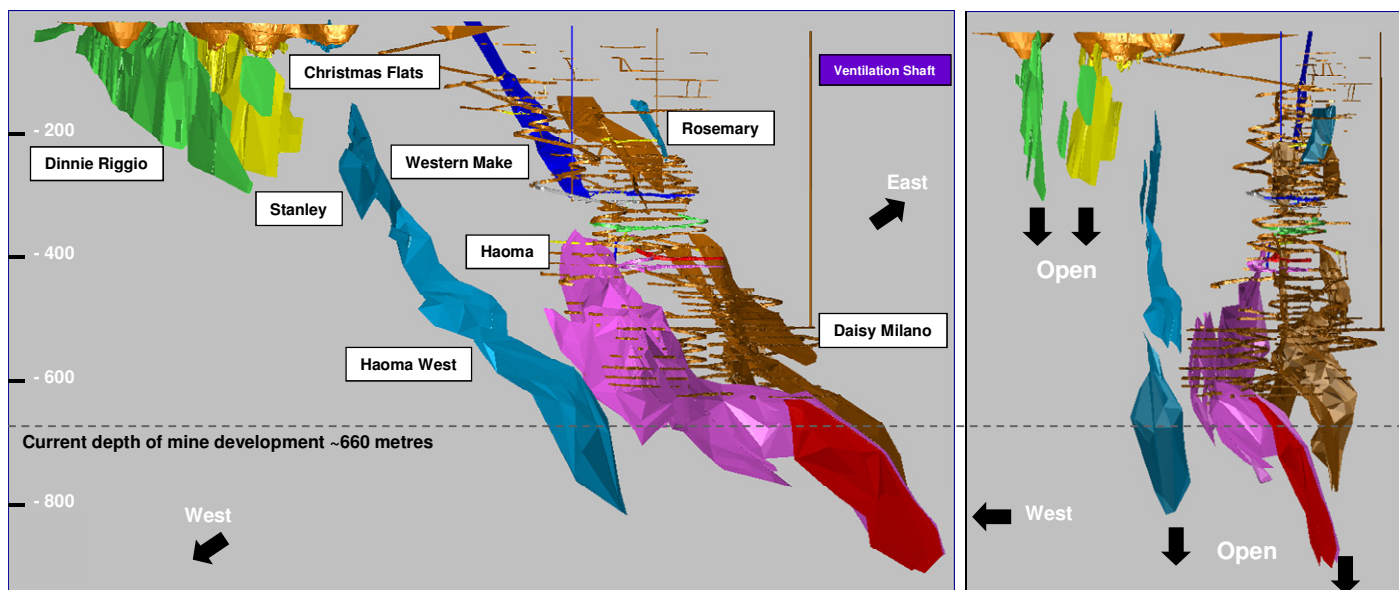 Christmas Flats
Ventilation Shaft
- 200
Rosemary
Dinnie Riggio
Western Make
East
Stanley
- 400
Haoma
Open
Daisy Milano
Haoma West
- 600
Current depth of mine development ~660 metres
- 800
West
West
Open